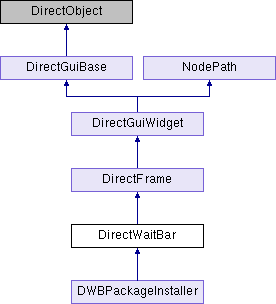 DirectObject
DirectGuiBase
NodePath
DirectGuiWidget
DirectFrame
DirectWaitBar
DWBPackageInstaller